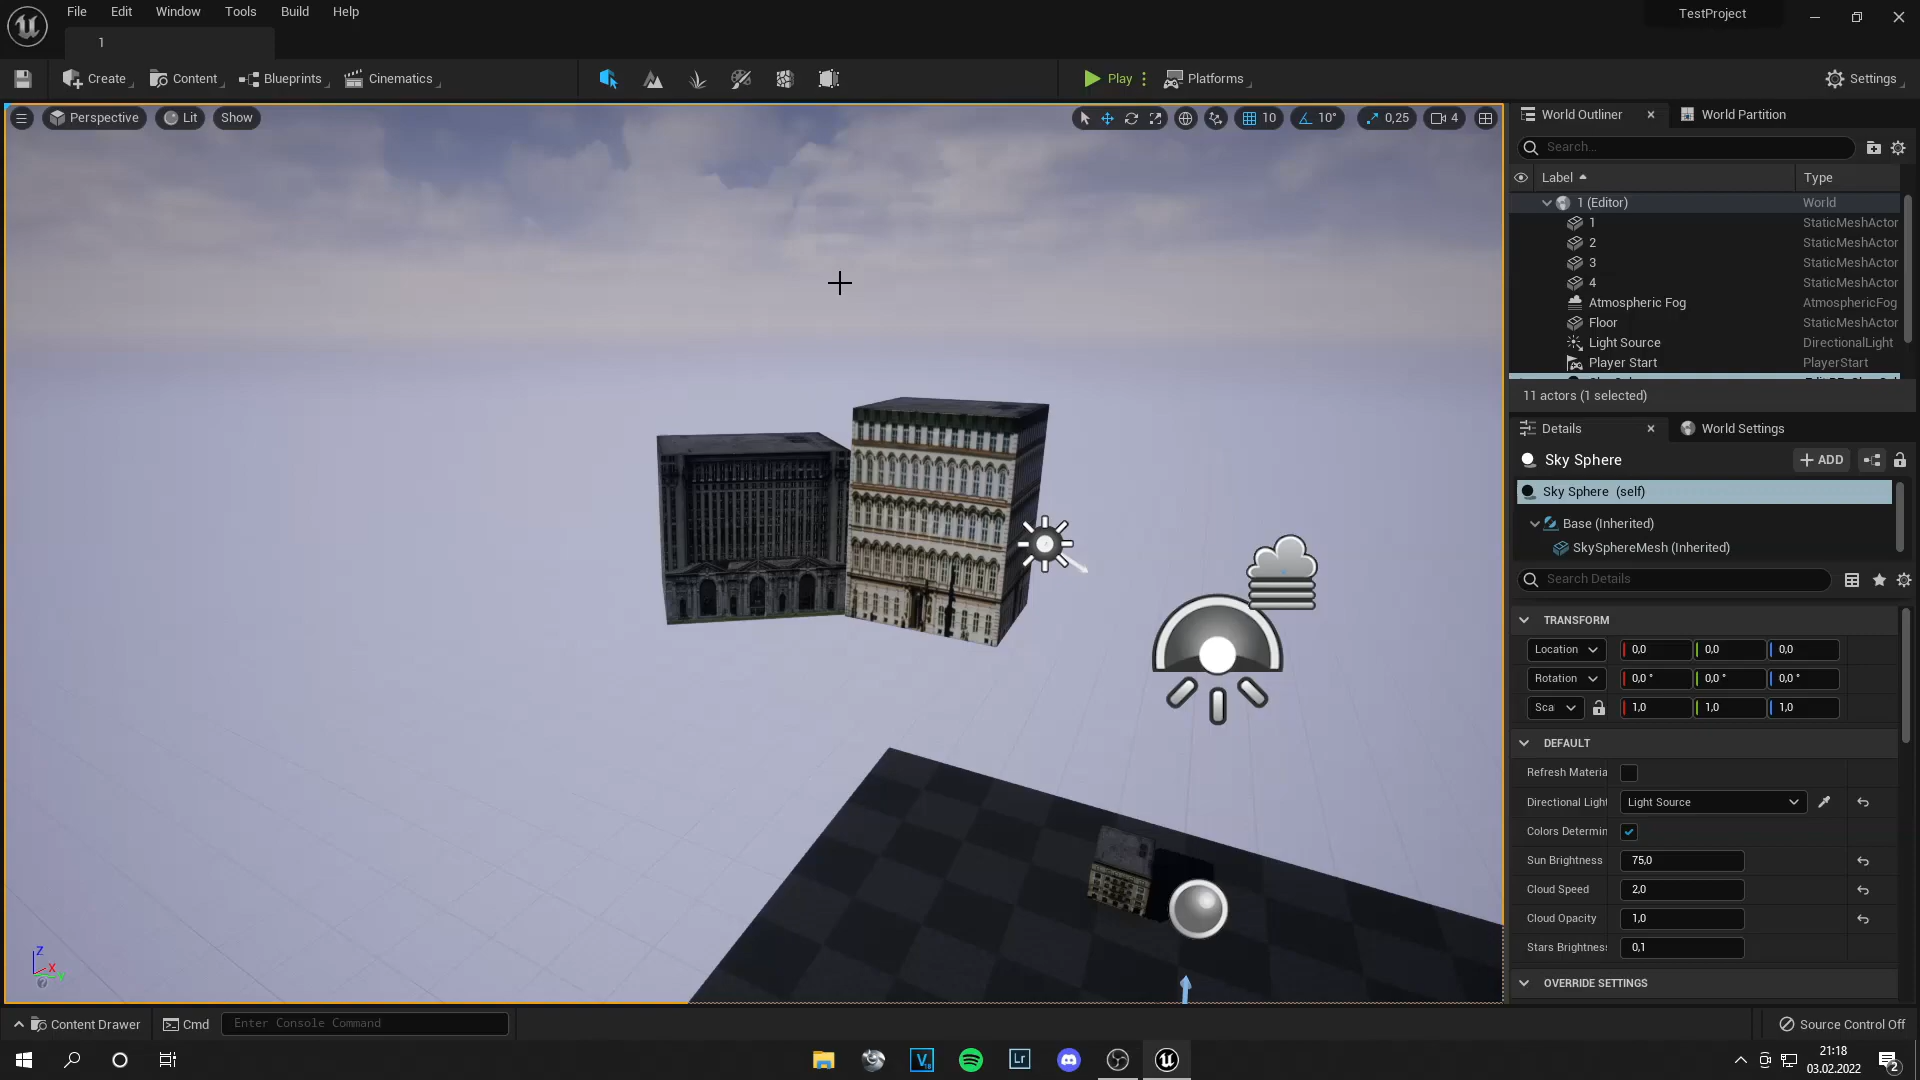 File Edit Window Tools Build Help
TestProject
1
Create Content Blueprints Cinematics Play Platforms Settings
Perspective Lit Show 10 10° 0,25 4
World Outliner World Partition
Search...
Label Type
1 (Editor) World
1 StaticMeshActor
2 StaticMeshActor
3 StaticMeshActor
4 StaticMeshActor
Atmospheric Fog AtmosphericFog
Floor StaticMeshActor
Light Source DirectionalLight
Player Start PlayerStart
11 actors (1 selected)
Details World Settings
Sky Sphere ADD
Sky Sphere (self)
Base (Inherited)
SkySphereMesh (Inherited)
Search Details
TRANSFORM
Location 0,0 0,0 0,0
Rotation 0,0 ° 0,0 ° 0,0 °
Sca 1,0 1,0 1,0
DEFAULT
Refresh Materia
Directional Light Light Source
Colors Determin
Sun Brightness 75,0
Cloud Speed 2,0
Cloud Opacity 1,0
Stars Brightnes 0,1
OVERRIDE SETTINGS
Z
X
Y
Content Drawer Cmd Enter Console Command Source Control Off
V
18
Lr
21:18
03.02.2022
2